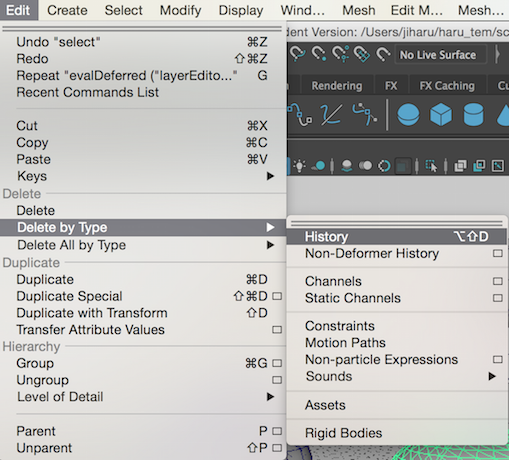 Edit Create Select Modify Display Wind... Mesh Edit M... Mesh...
dent Version: /Users/jiharu/haru_tem/sc
No Live Surface
Rendering FX FX Caching Cu
Undo "select" ⌘Z
Redo ⇧⌘Z
Repeat "evalDeferred ("layerEdito..." G
Recent Commands List
Cut ⌘X
Copy ⌘C
Paste ⌘V
Keys
Delete
Delete
Delete by Type
Delete All by Type
Duplicate
Duplicate ⌘D
Duplicate Special ⇧⌘D
Duplicate with Transform ⇧D
Transfer Attribute Values
Hierarchy
Group ⌘G
Ungroup
Level of Detail
Parent P
Unparent ⇧P
History ⌥⇧D
Non-Deformer History
Channels
Static Channels
Constraints
Motion Paths
Non-particle Expressions
Sounds
Assets
Rigid Bodies